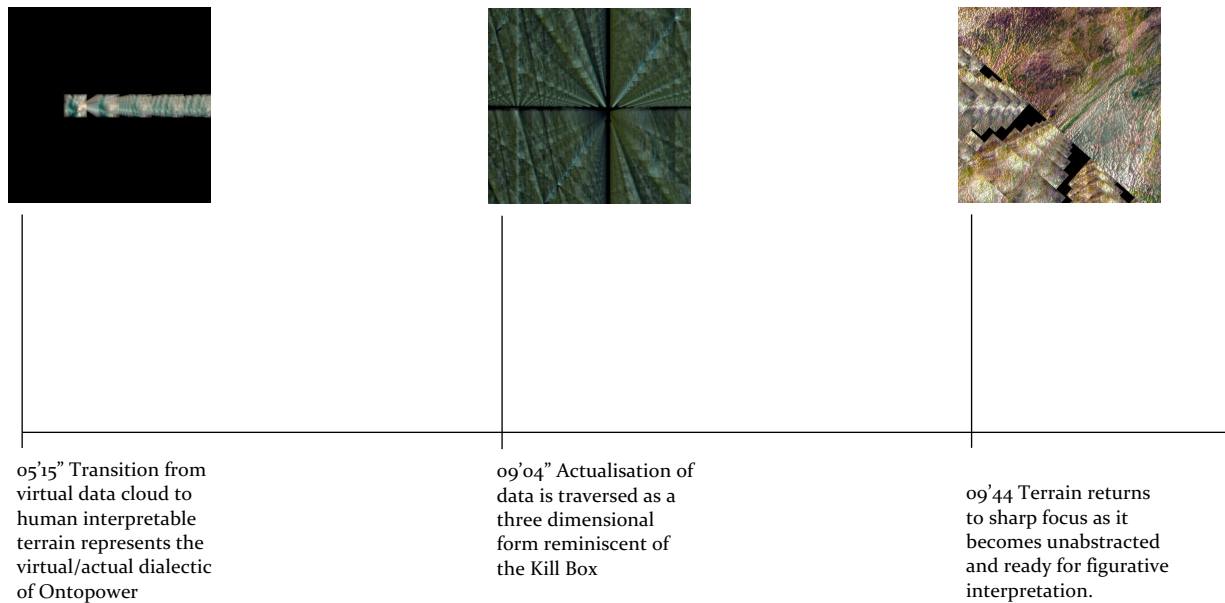 05’15” Transition from
virtual data cloud to
human interpretable
terrain represents the
virtual/actual dialectic
of Ontopower
09’04” Actualisation of
data is traversed as a
three dimensional
form reminiscent of
the Kill Box
09’44 Terrain returns
to sharp focus as it
becomes unabstracted
and ready for figurative
interpretation.